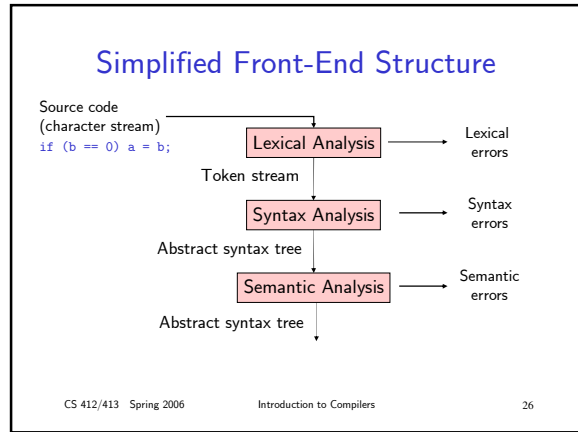 Simplified Front-End Structure
Source code
(character stream)
if (b == 0) a = b;
Lexical Analysis
Lexical
errors
Token stream
Syntax Analysis
Syntax
errors
Abstract syntax tree
Semantic Analysis
Semantic
errors
Abstract syntax tree
CS 412/413 Spring 2006
Introduction to Compilers
26